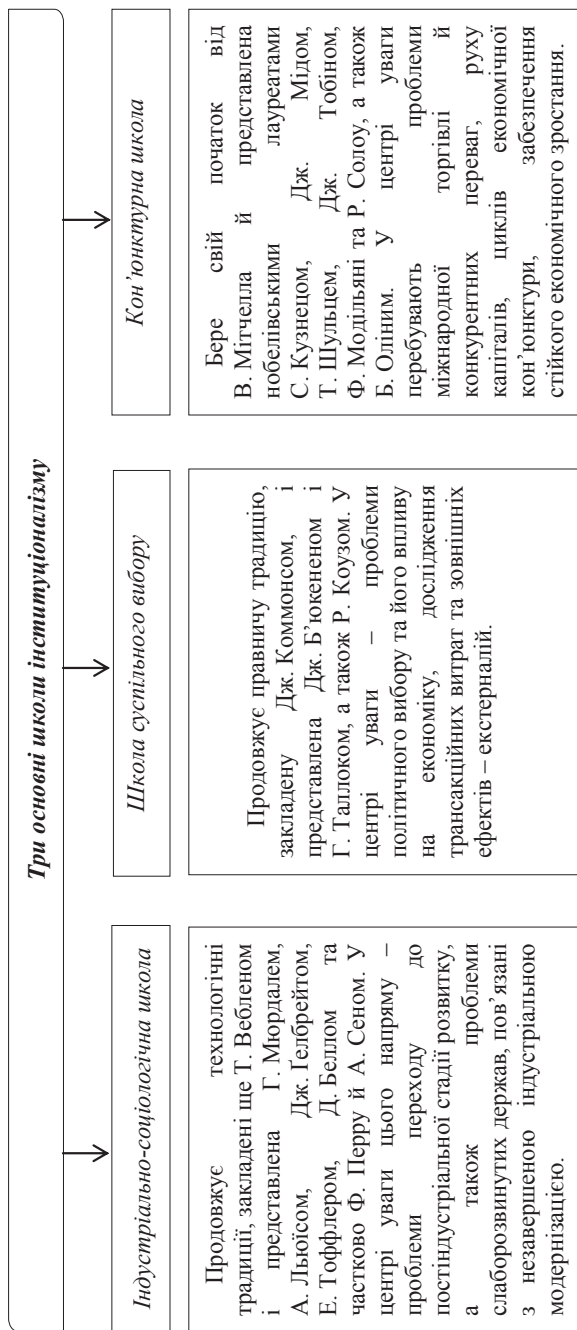 Три основні школи інституціоналізму
Індустріально-соціологічна школа
Продовжує технологічні
традиції, закладені ще Т. Вебленом
і представлена Г. Мюрдалем,
А. Льюїсом, Дж. Ґелбрейтом,
Е. Тоффлером, Д. Беллом та
частково Ф. Перру й А. Сеном. У
центрі уваги цього напряму –
проблеми переходу до
постіндустріальної стадії розвитку,
а також проблеми
слаборозвинутих держав, пов’язані
з незавершеною індустріальною
модернізацією.
Школа суспільного вибору
Продовжує правничу традицію,
закладену Дж. Коммонсом, і
представлена Дж. Б’юкененом і
Г. Таллоком, а також Р. Коузом. У
центрі уваги – проблеми
політичного вибору та його впливу
на економіку, дослідження
трансакційних витрат та зовнішніх
ефектів – екстерналій.
Кон’юнктурна школа
Бере свій початок від
В. Мітчелла й представлена
нобелівськими лауреатами
С. Кузнецом, Дж. Мідом,
Т. Шульцем, Дж. Тобіном,
Ф. Модільяні та Р. Солоу, а також
Б. Оліним. У центрі уваги
перебувають проблеми
міжнародної торгівлі й
конкурентних переваг, руху
капіталів, циклів економічної
кон’юнктури, забезпечення
стійкого економічного зростання.